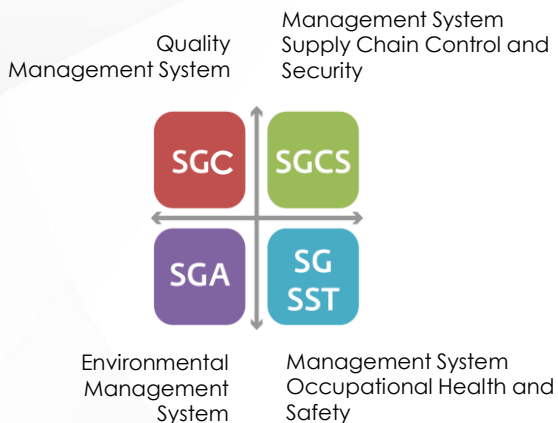 Quality
Management System
Management System
Supply Chain Control and
Security
SGC
SGCS
SGA
SG
SST
Environmental
Management
System
Management System
Occupational Health and
Safety